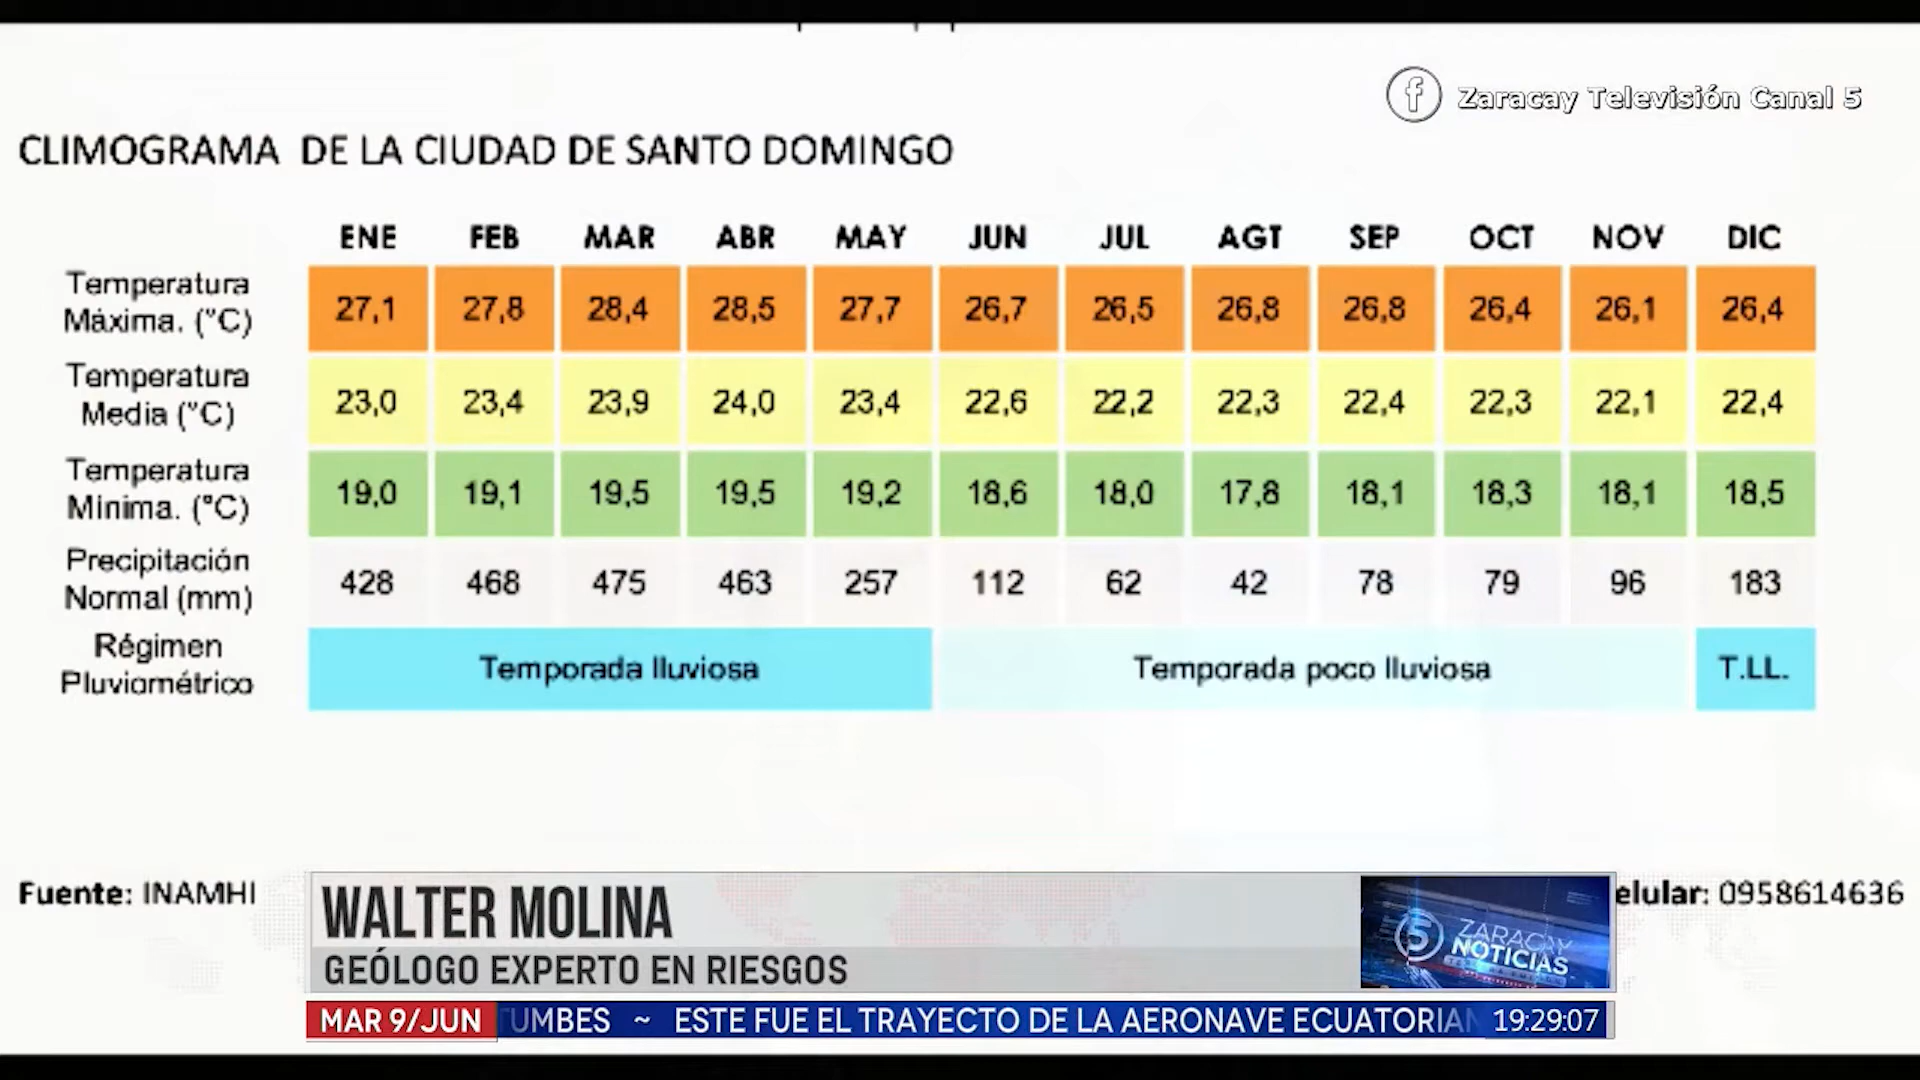 Zaracay Televisión Canal 5
CLIMOGRAMA DE LA CIUDAD DE SANTO DOMINGO
ENE FEB MAR ABR MAY JUN JUL AGT SEP OCT NOV DIC
Temperatura
Máxima. (°C)
27,1 27,8 28,4 28,5 27,7 26,7 26,5 26,8 26,8 26,4 26,1 26,4
Temperatura
Media (°C)
23,0 23,4 23,9 24,0 23,4 22,6 22,2 22,3 22,4 22,3 22,1 22,4
Temperatura
Mínima. (°C)
19,0 19,1 19,5 19,5 19,2 18,6 18,0 17,8 18,1 18,3 18,1 18,5
Precipitación
Normal (mm)
428 468 475 463 257 112 62 42 78 79 96 183
Régimen
Pluviométrico
Temporada lluviosa Temporada poco lluviosa T.LL.
Fuente: INAMHI
elular: 0958614636
WALTER MOLINA
GEÓLOGO EXPERTO EN RIESGOS
5 ZARACAY
NOTICIAS
MAR 9/JUN TUMBES ~ ESTE FUE EL TRAYECTO DE LA AERONAVE ECUATORIAN 19:29:07